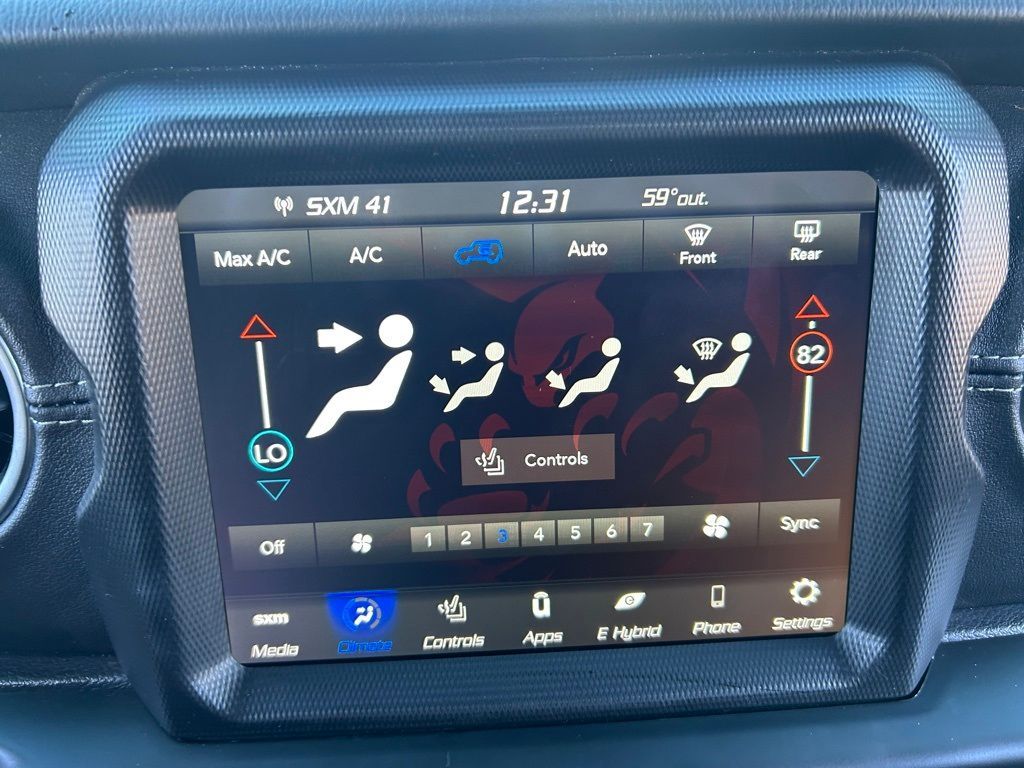 SXM 41 12:31 59°out.
Max A/C A/C Auto Front Rear
82
LO
Controls
Off 1 2 3 4 5 6 7 Sync
sxm
Media Climate Controls Apps E Hybrid Phone Settings